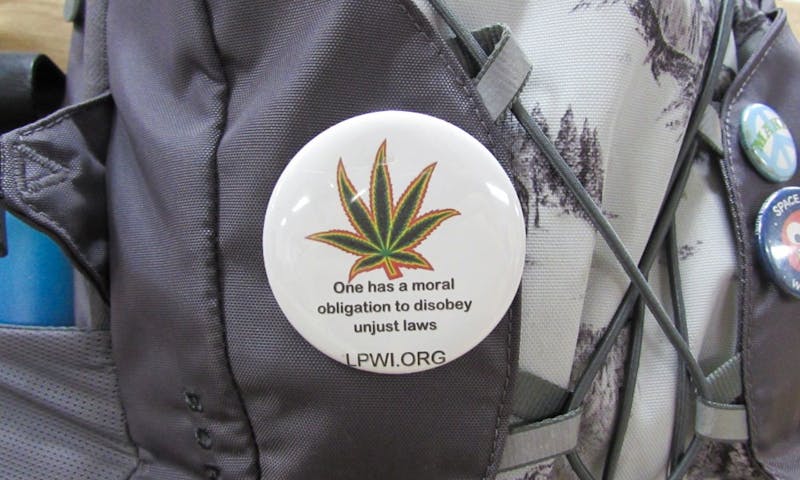 One has a moral
obligation to disobey
unjust laws
LPWI.ORG
SPACE